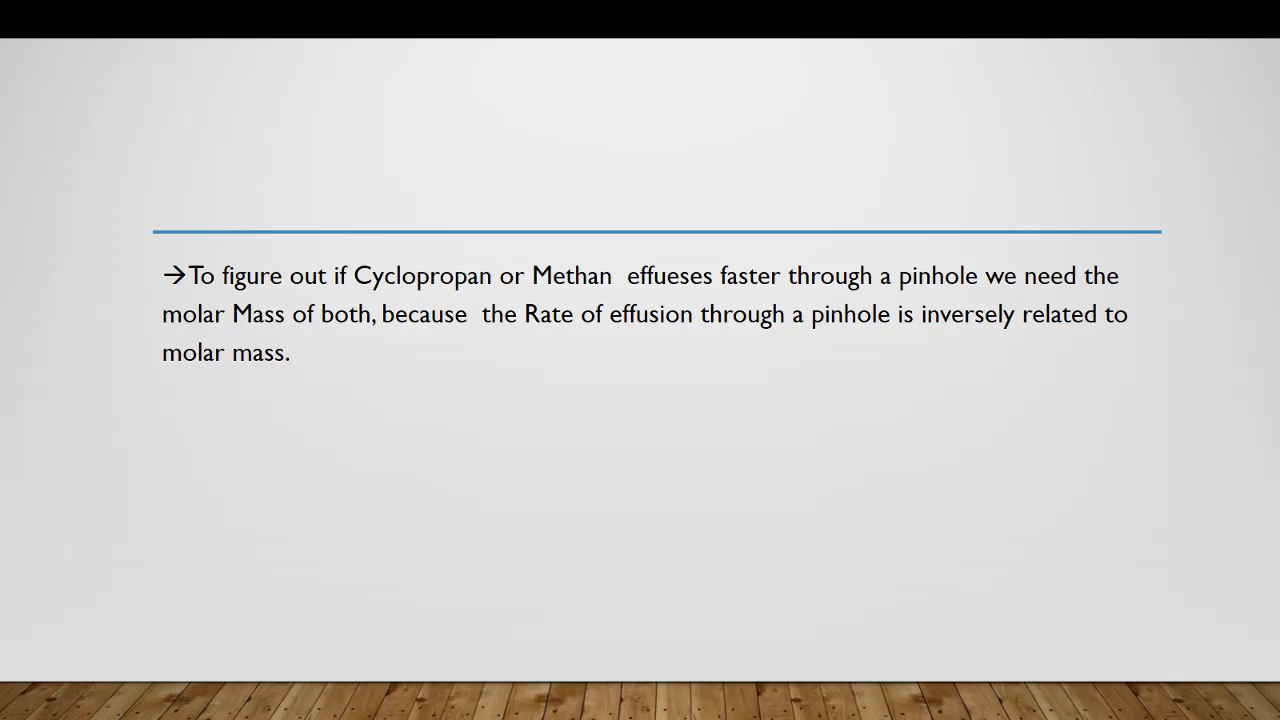 →To figure out if Cyclopropan or Methan  effueses faster through a pinhole we need the
molar Mass of both, because  the Rate of effusion through a pinhole is inversely related to
molar mass.